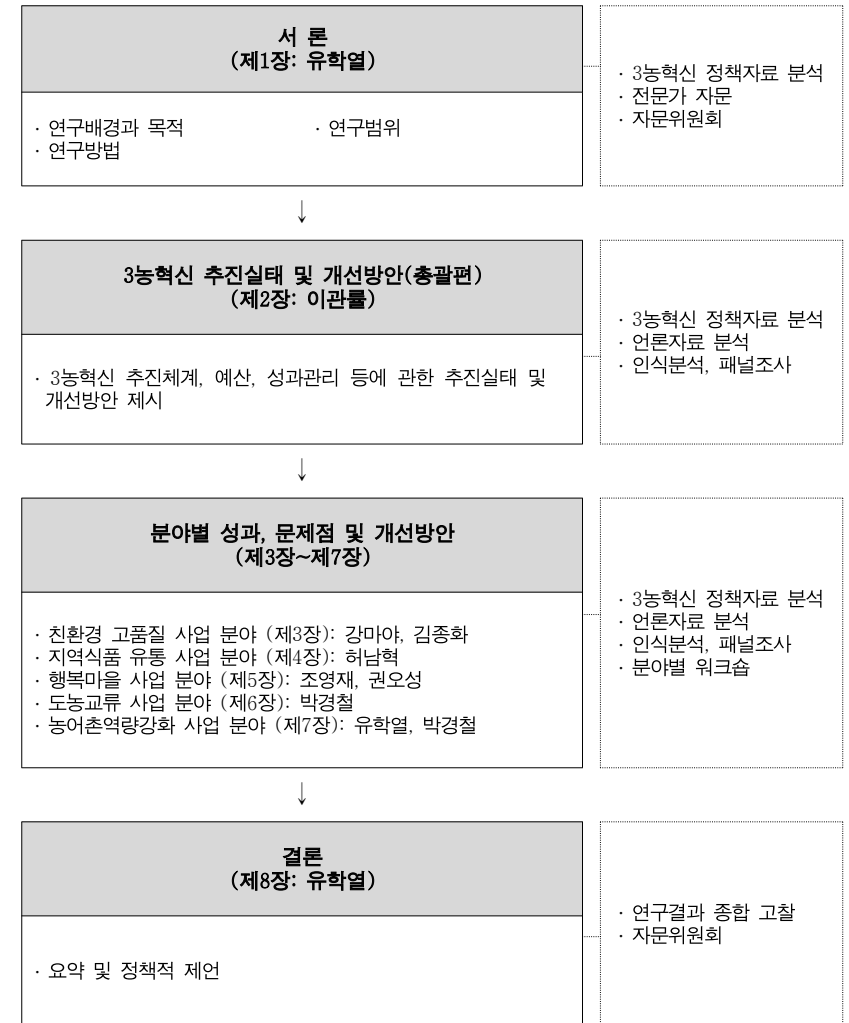 서 론
(제1장: 유학열)
· 연구배경과 목적
· 연구범위
· 연구방법
· 3농혁신 정책자료 분석
· 전문가 자문
· 자문위원회
↓
3농혁신 추진실태 및 개선방안(총괄편)
(제2장: 이관률)
· 3농혁신 추진체계, 예산, 성과관리 등에 관한 추진실태 및
개선방안 제시
· 3농혁신 정책자료 분석
· 언론자료 분석
· 인식분석, 패널조사
↓
분야별 성과, 문제점 및 개선방안
(제3장~제7장)
· 친환경 고품질 사업 분야 (제3장): 강마야, 김종화
· 지역식품 유통 사업 분야 (제4장): 허남혁
· 행복마을 사업 분야 (제5장): 조영재, 권오성
· 도농교류 사업 분야 (제6장): 박경철
· 농어촌역량강화 사업 분야 (제7장): 유학열, 박경철
· 3농혁신 정책자료 분석
· 언론자료 분석
· 인식분석, 패널조사
· 분야별 워크숍
↓
결론
(제8장: 유학열)
· 요약 및 정책적 제언
· 연구결과 종합 고찰
· 자문위원회